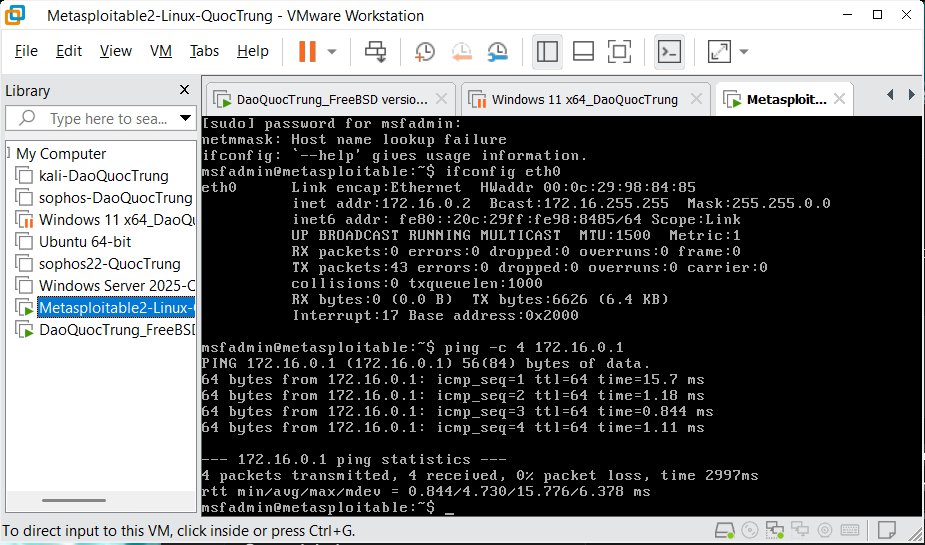 Metasploitable2-Linux-QuocTrung - VMware Workstation
File Edit View VM Tabs Help
Library
Type here to sea...
My Computer
kali-DaoQuocTrung
sophos-DaoQuocTrung
Windows 11 x64_DaoQu
Ubuntu 64-bit
sophos22-QuocTrung
Windows Server 2025-
Metasploitable2-Linux-
DaoQuocTrung_FreeBSD
DaoQuocTrung_FreeBSD versio...
Windows 11 x64_DaoQuocTrung
Metasploit...
[sudo] password for msfadmin:
netmmask: Host name lookup failure
ifconfig: `--help' gives usage information.
msfadmin@metasploitable:~$ ifconfig eth0
eth0 Link encap:Ethernet HWaddr 00:0c:29:98:84:85
inet addr:172.16.0.2 Bcast:172.16.255.255 Mask:255.255.0.0
inet6 addr: fe80::20c:29ff:fe98:8485/64 Scope:Link
UP BROADCAST RUNNING MULTICAST MTU:1500 Metric:1
RX packets:0 errors:0 dropped:0 overruns:0 frame:0
TX packets:43 errors:0 dropped:0 overruns:0 carrier:0
collisions:0 txqueuelen:1000
RX bytes:0 (0.0 B) TX bytes:6626 (6.4 KB)
Interrupt:17 Base address:0x2000
msfadmin@metasploitable:~$ ping -c 4 172.16.0.1
PING 172.16.0.1 (172.16.0.1) 56(84) bytes of data.
64 bytes from 172.16.0.1: icmp_seq=1 ttl=64 time=15.7 ms
64 bytes from 172.16.0.1: icmp_seq=2 ttl=64 time=1.18 ms
64 bytes from 172.16.0.1: icmp_seq=3 ttl=64 time=0.844 ms
64 bytes from 172.16.0.1: icmp_seq=4 ttl=64 time=1.11 ms
--- 172.16.0.1 ping statistics ---
4 packets transmitted, 4 received, 0% packet loss, time 2997ms
rtt min/avg/max/mdev = 0.844/4.730/15.776/6.378 ms
msfadmin@metasploitable:~$ _
To direct input to this VM, click inside or press Ctrl+G.